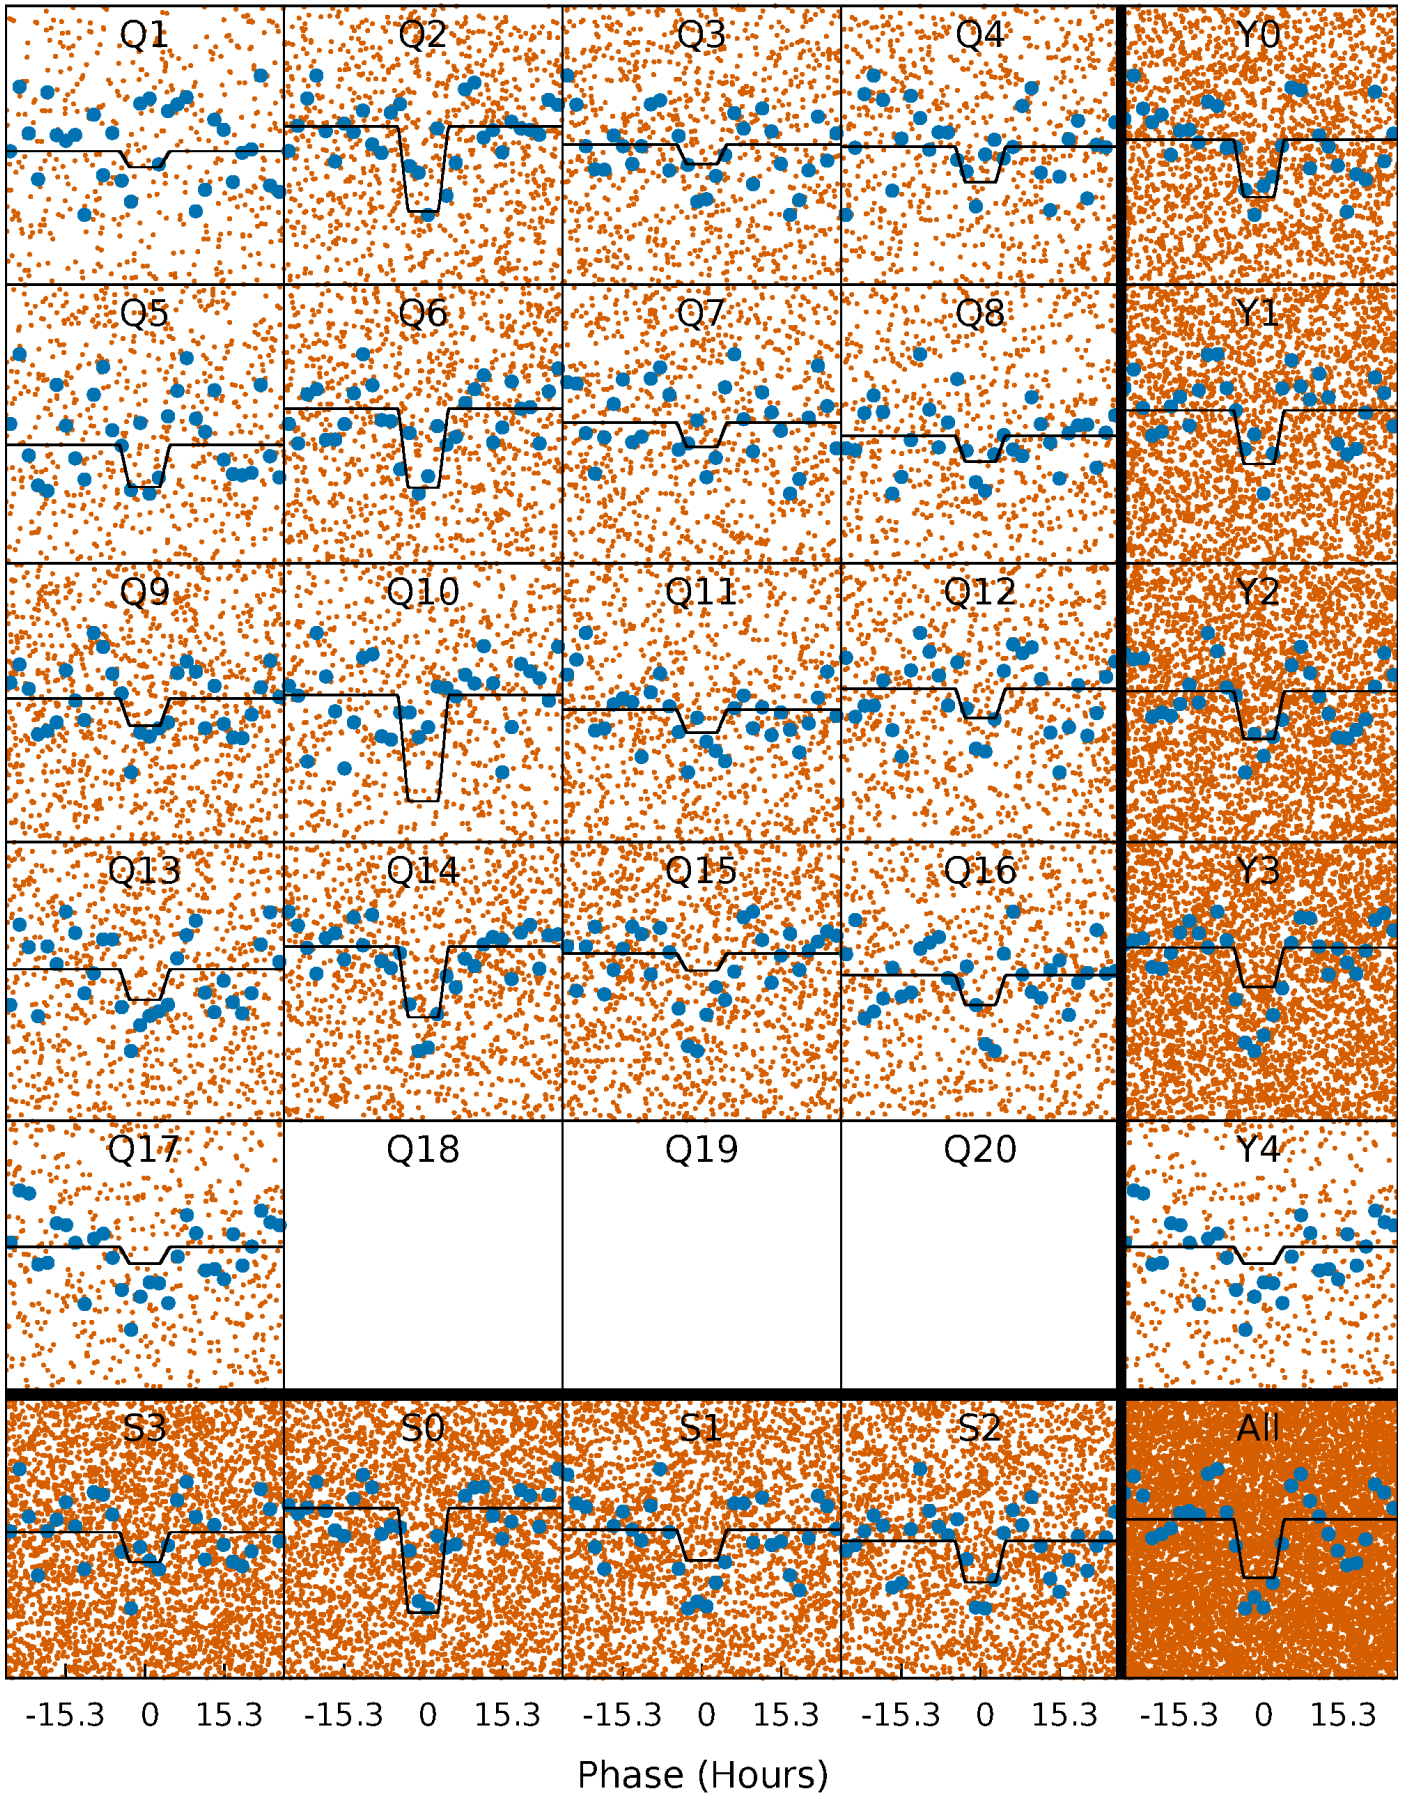 Q1 Q2 Q3 Q4 Y0
Q5 Q6 Q7 Q8 Y1
Q9 Q10 Q11 Q12 Y2
Q13 Q14 Q15 Q16 Y3
Q17 Q18 Q19 Q20 Y4
S3 S0 S1 S2 All
-15.3 0 15.3 -15.3 0 15.3 -15.3 0 15.3 -15.3 0 15.3 -15.3 0 15.3
Phase (Hours)